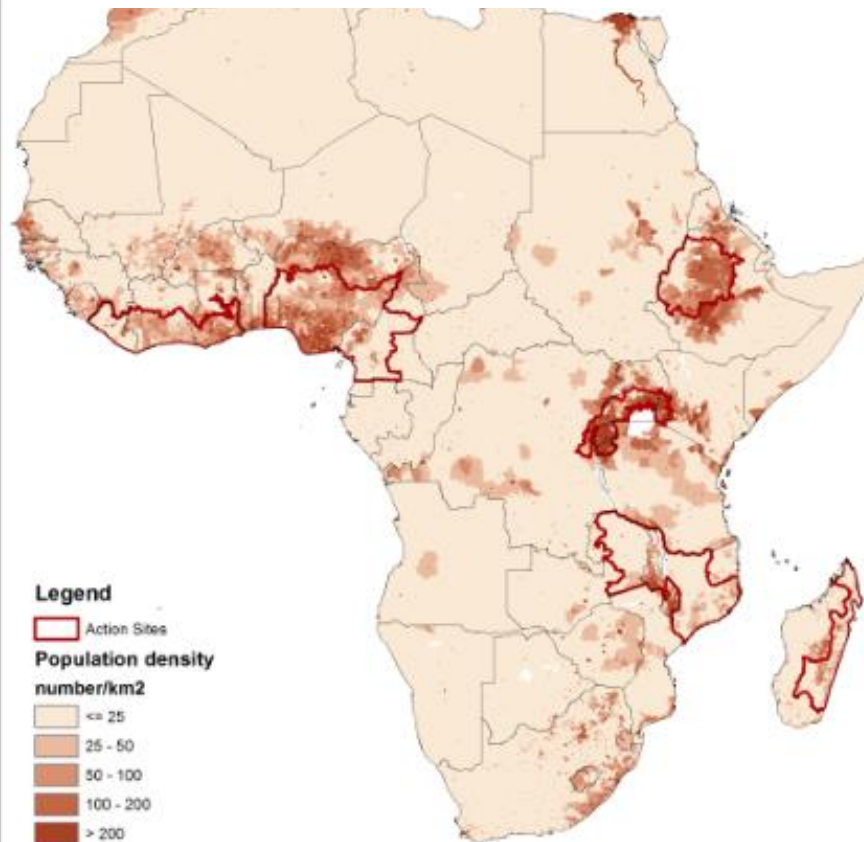 Legend
Action Sites
Population density
number/km2
<= 25
25 - 50
50 - 100
100 - 200
> 200